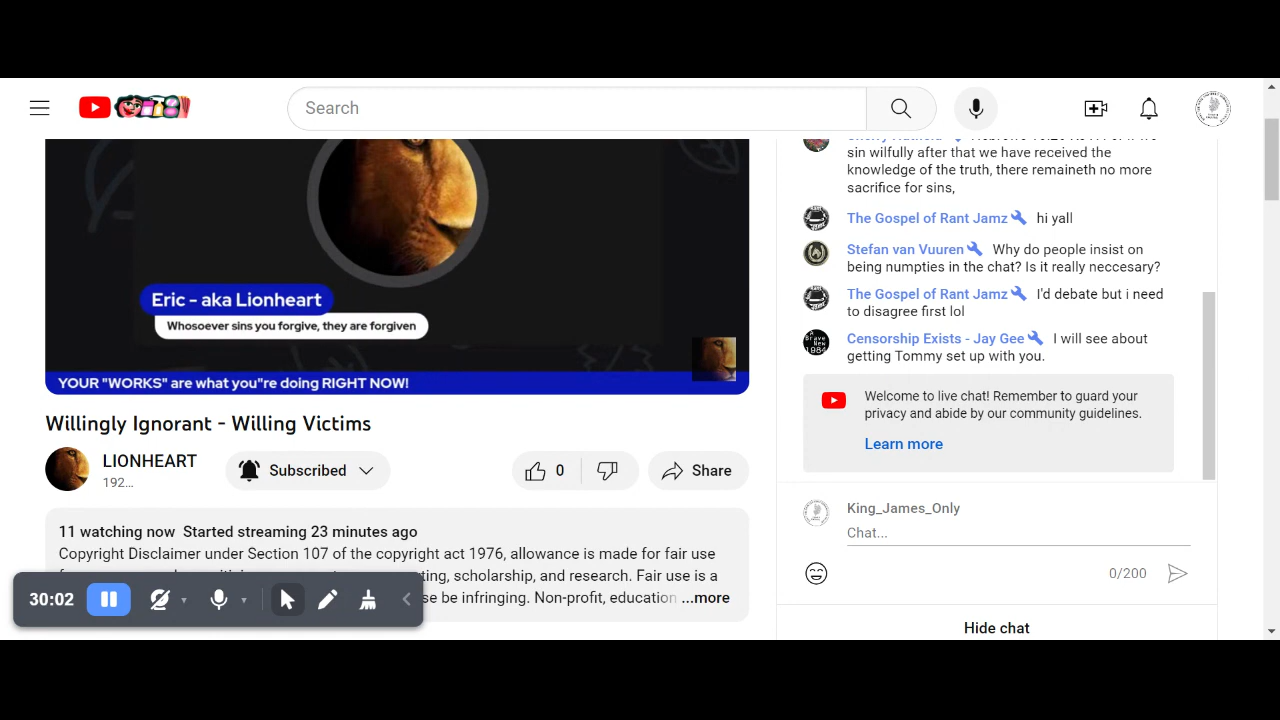 Search
sin wilfully after that we have received the
knowledge of the truth, there remaineth no more
sacrifice for sins,
The Gospel of Rant Jamz hi yall
Stefan van Vuuren Why do people insist on
being numpties in the chat? Is it really neccesary?
The Gospel of Rant Jamz I'd debate but i need
to disagree first lol
Censorship Exists - Jay Gee I will see about
getting Tommy set up with you.
Welcome to live chat! Remember to guard your
privacy and abide by our community guidelines.
Learn more
King_James_Only
Chat...
0/200
Hide chat
Eric - aka Lionheart
Whosoever sins you forgive, they are forgiven
YOUR "WORKS" are what you"re doing RIGHT NOW!
Willingly Ignorant - Willing Victims
LIONHEART
192...
Subscribed
0
Share
11 watching now Started streaming 23 minutes ago
Copyright Disclaimer under Section 107 of the copyright act 1976, allowance is made for fair use
ting, scholarship, and research. Fair use is a
se be infringing. Non-profit, education ...more
30:02